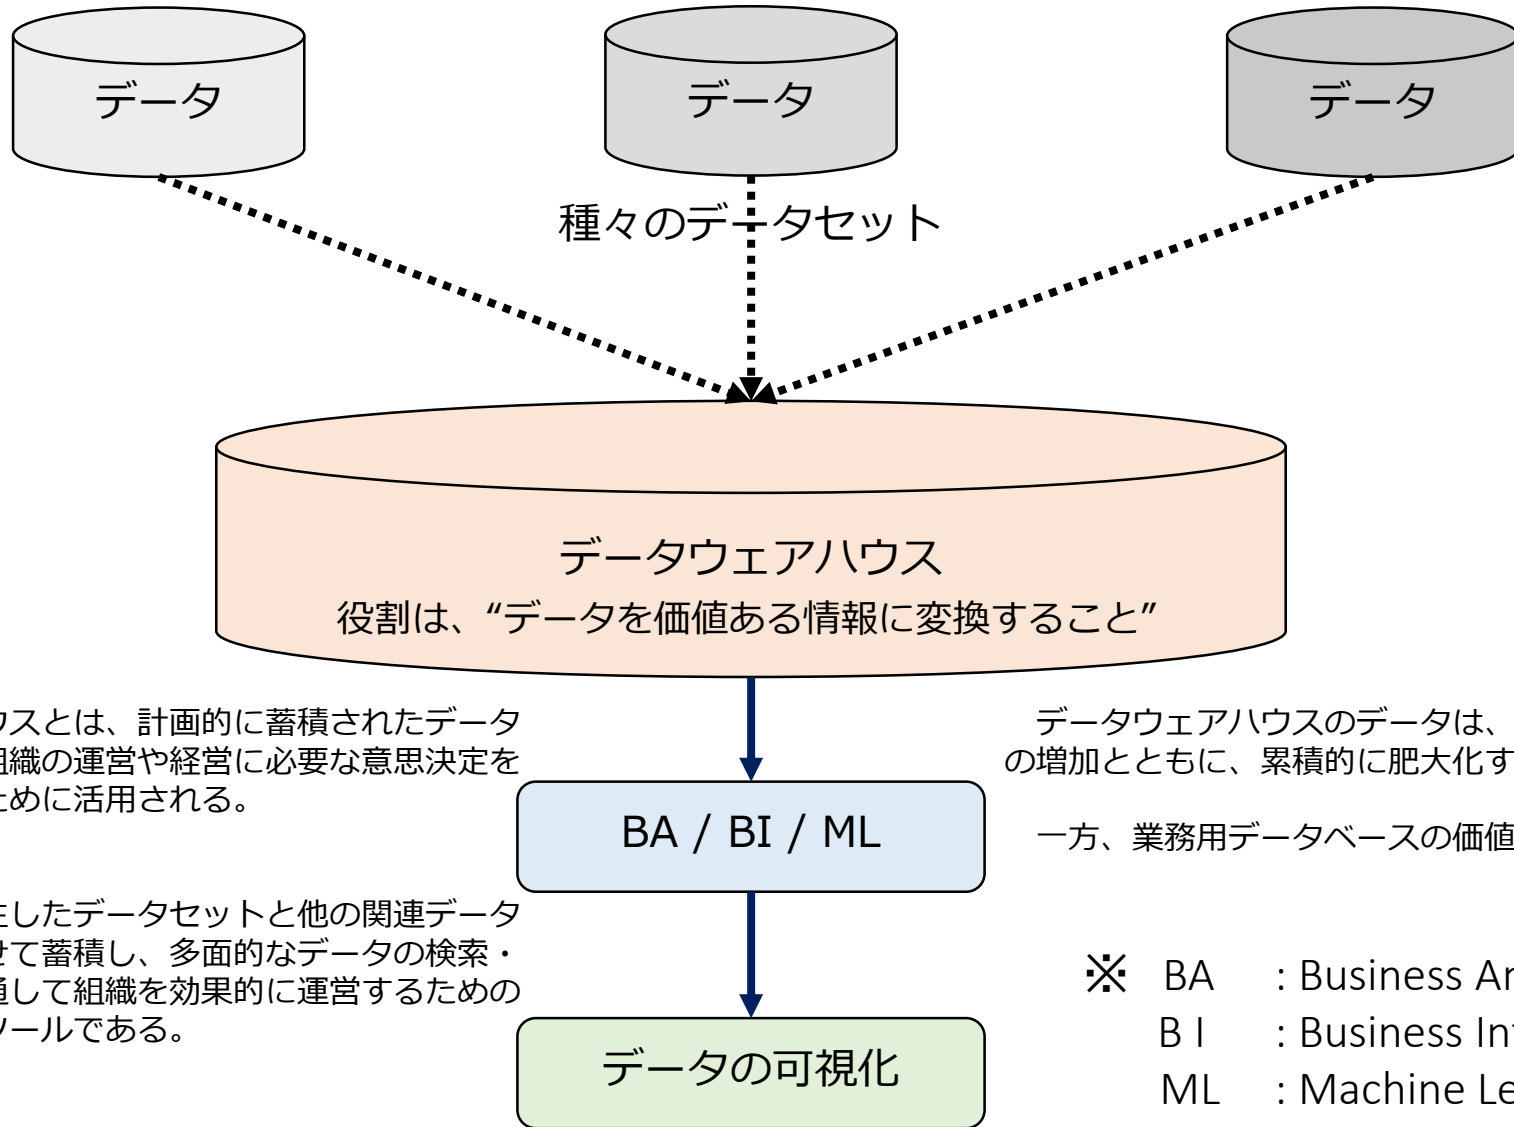 データ
データ
データ
種々のデータセット
データウェアハウス
役割は、“データを価値ある情報に変換すること”
ウスとは、計画的に蓄積されたデータ
組織の運営や経営に必要な意思決定を
ために活用される。
生したデータセットと他の関連データ
せて蓄積し、多面的なデータの検索・
通して組織を効果的に運営するための
ツールである。
BA / BI / ML
データの可視化
データウェアハウスのデータは、
の増加とともに、累積的に肥大化す
一方、業務用データベースの価値
※ BA : Business An
B I : Business Int
ML : Machine Le